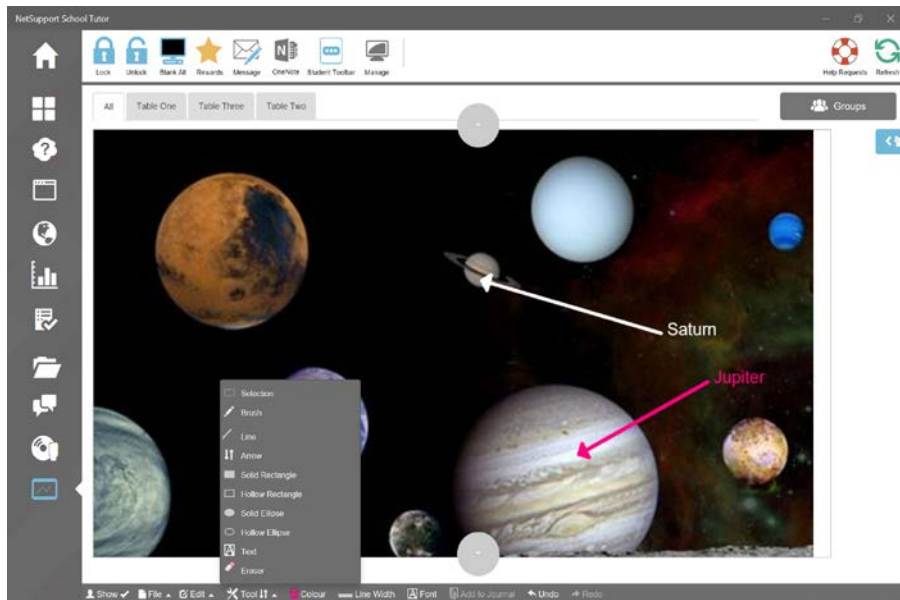 NetSupport School Tutor
Lock Unlock Blank All Rewards Message OneNote Student Toolbar Manage Help Requests Refresh
All Table One Table Three Table Two Groups
Saturn
Jupiter
Selection
Brush
Line
Arrow
Solid Rectangle
Hollow Rectangle
Solid Ellipse
Hollow Ellipse
Text
Eraser
Show File Edit Tool Colour Line Width Font Add to Journal Undo Redo